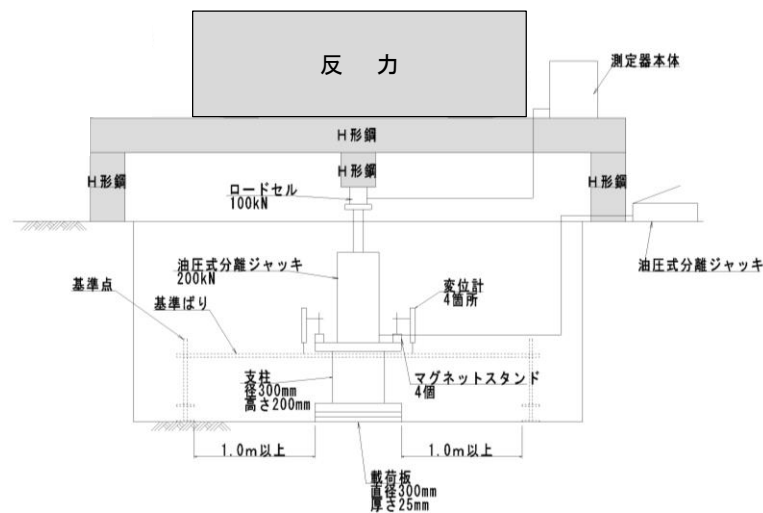 反 力
測定器本体
H形鋼
H形鋼
H形鋼
H形鋼
ロードセル
100kN
油圧式分離ジャッキ
200kN
油圧式分離ジャッキ
基準点
基準ばり
変位計
4箇所
支柱
径300mm
高さ200mm
マグネットスタンド
4個
1.0m以上
1.0m以上
載荷板
直径300mm
厚さ25mm